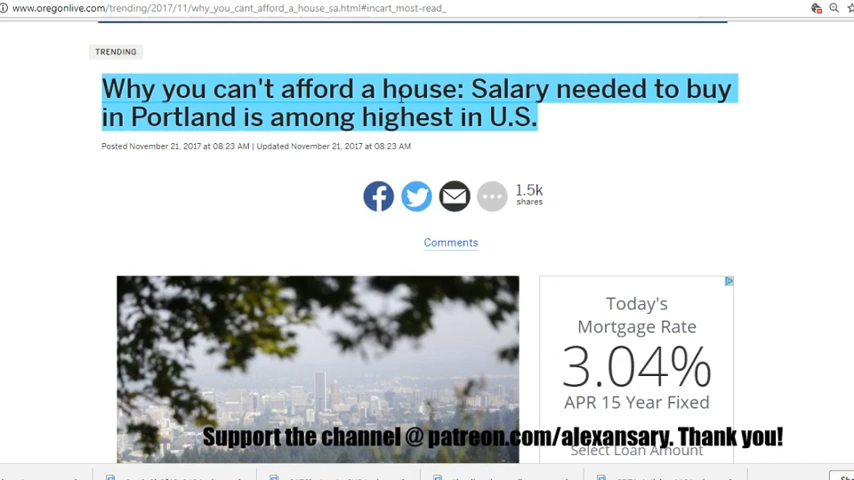 www.oregonlive.com/trending/2017/11/why_you_cant_afford_a_house_sa.html#incart_most-read_
TRENDING
Why you can't afford a house: Salary needed to buy
in Portland is among highest in U.S.
Posted November 21, 2017 at 08:23 AM | Updated November 21, 2017 at 08:23 AM
1.5k
shares
Comments
Today's
Mortgage Rate
3.04%
APR 15 Year Fixed
Support the channel @ patreon.com/alexansary. Thank you!
Select Loan Amount